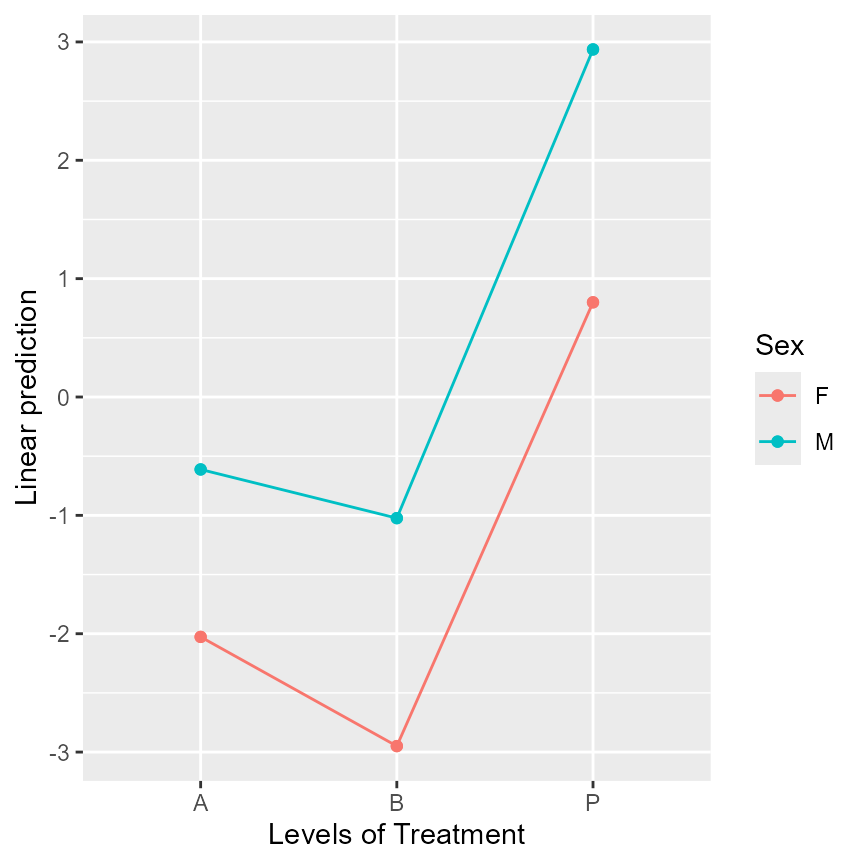 3
2
1
0
-1
-2
-3
Linear prediction
A B P
Levels of Treatment
Sex
F
M